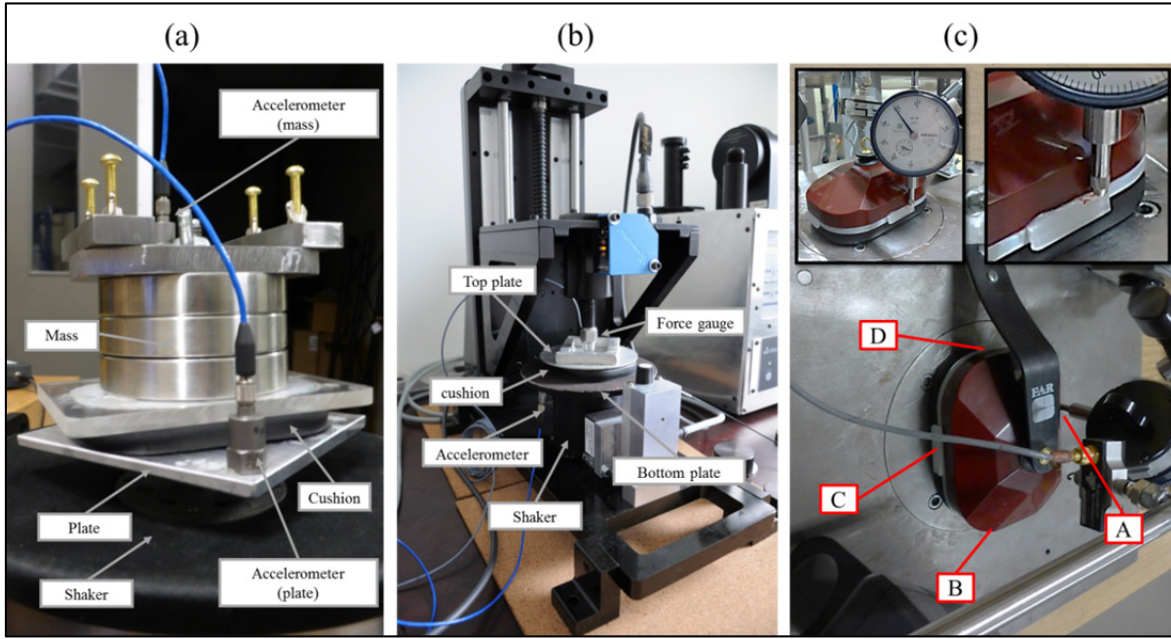 (a)
(b)
(c)
Accelerometer
(mass)
Mass
Cushion
Plate
Shaker
Accelerometer
(plate)
Top plate
Force gauge
cushion
Accelerometer
Bottom plate
Shaker
D
EAR
C
A
B